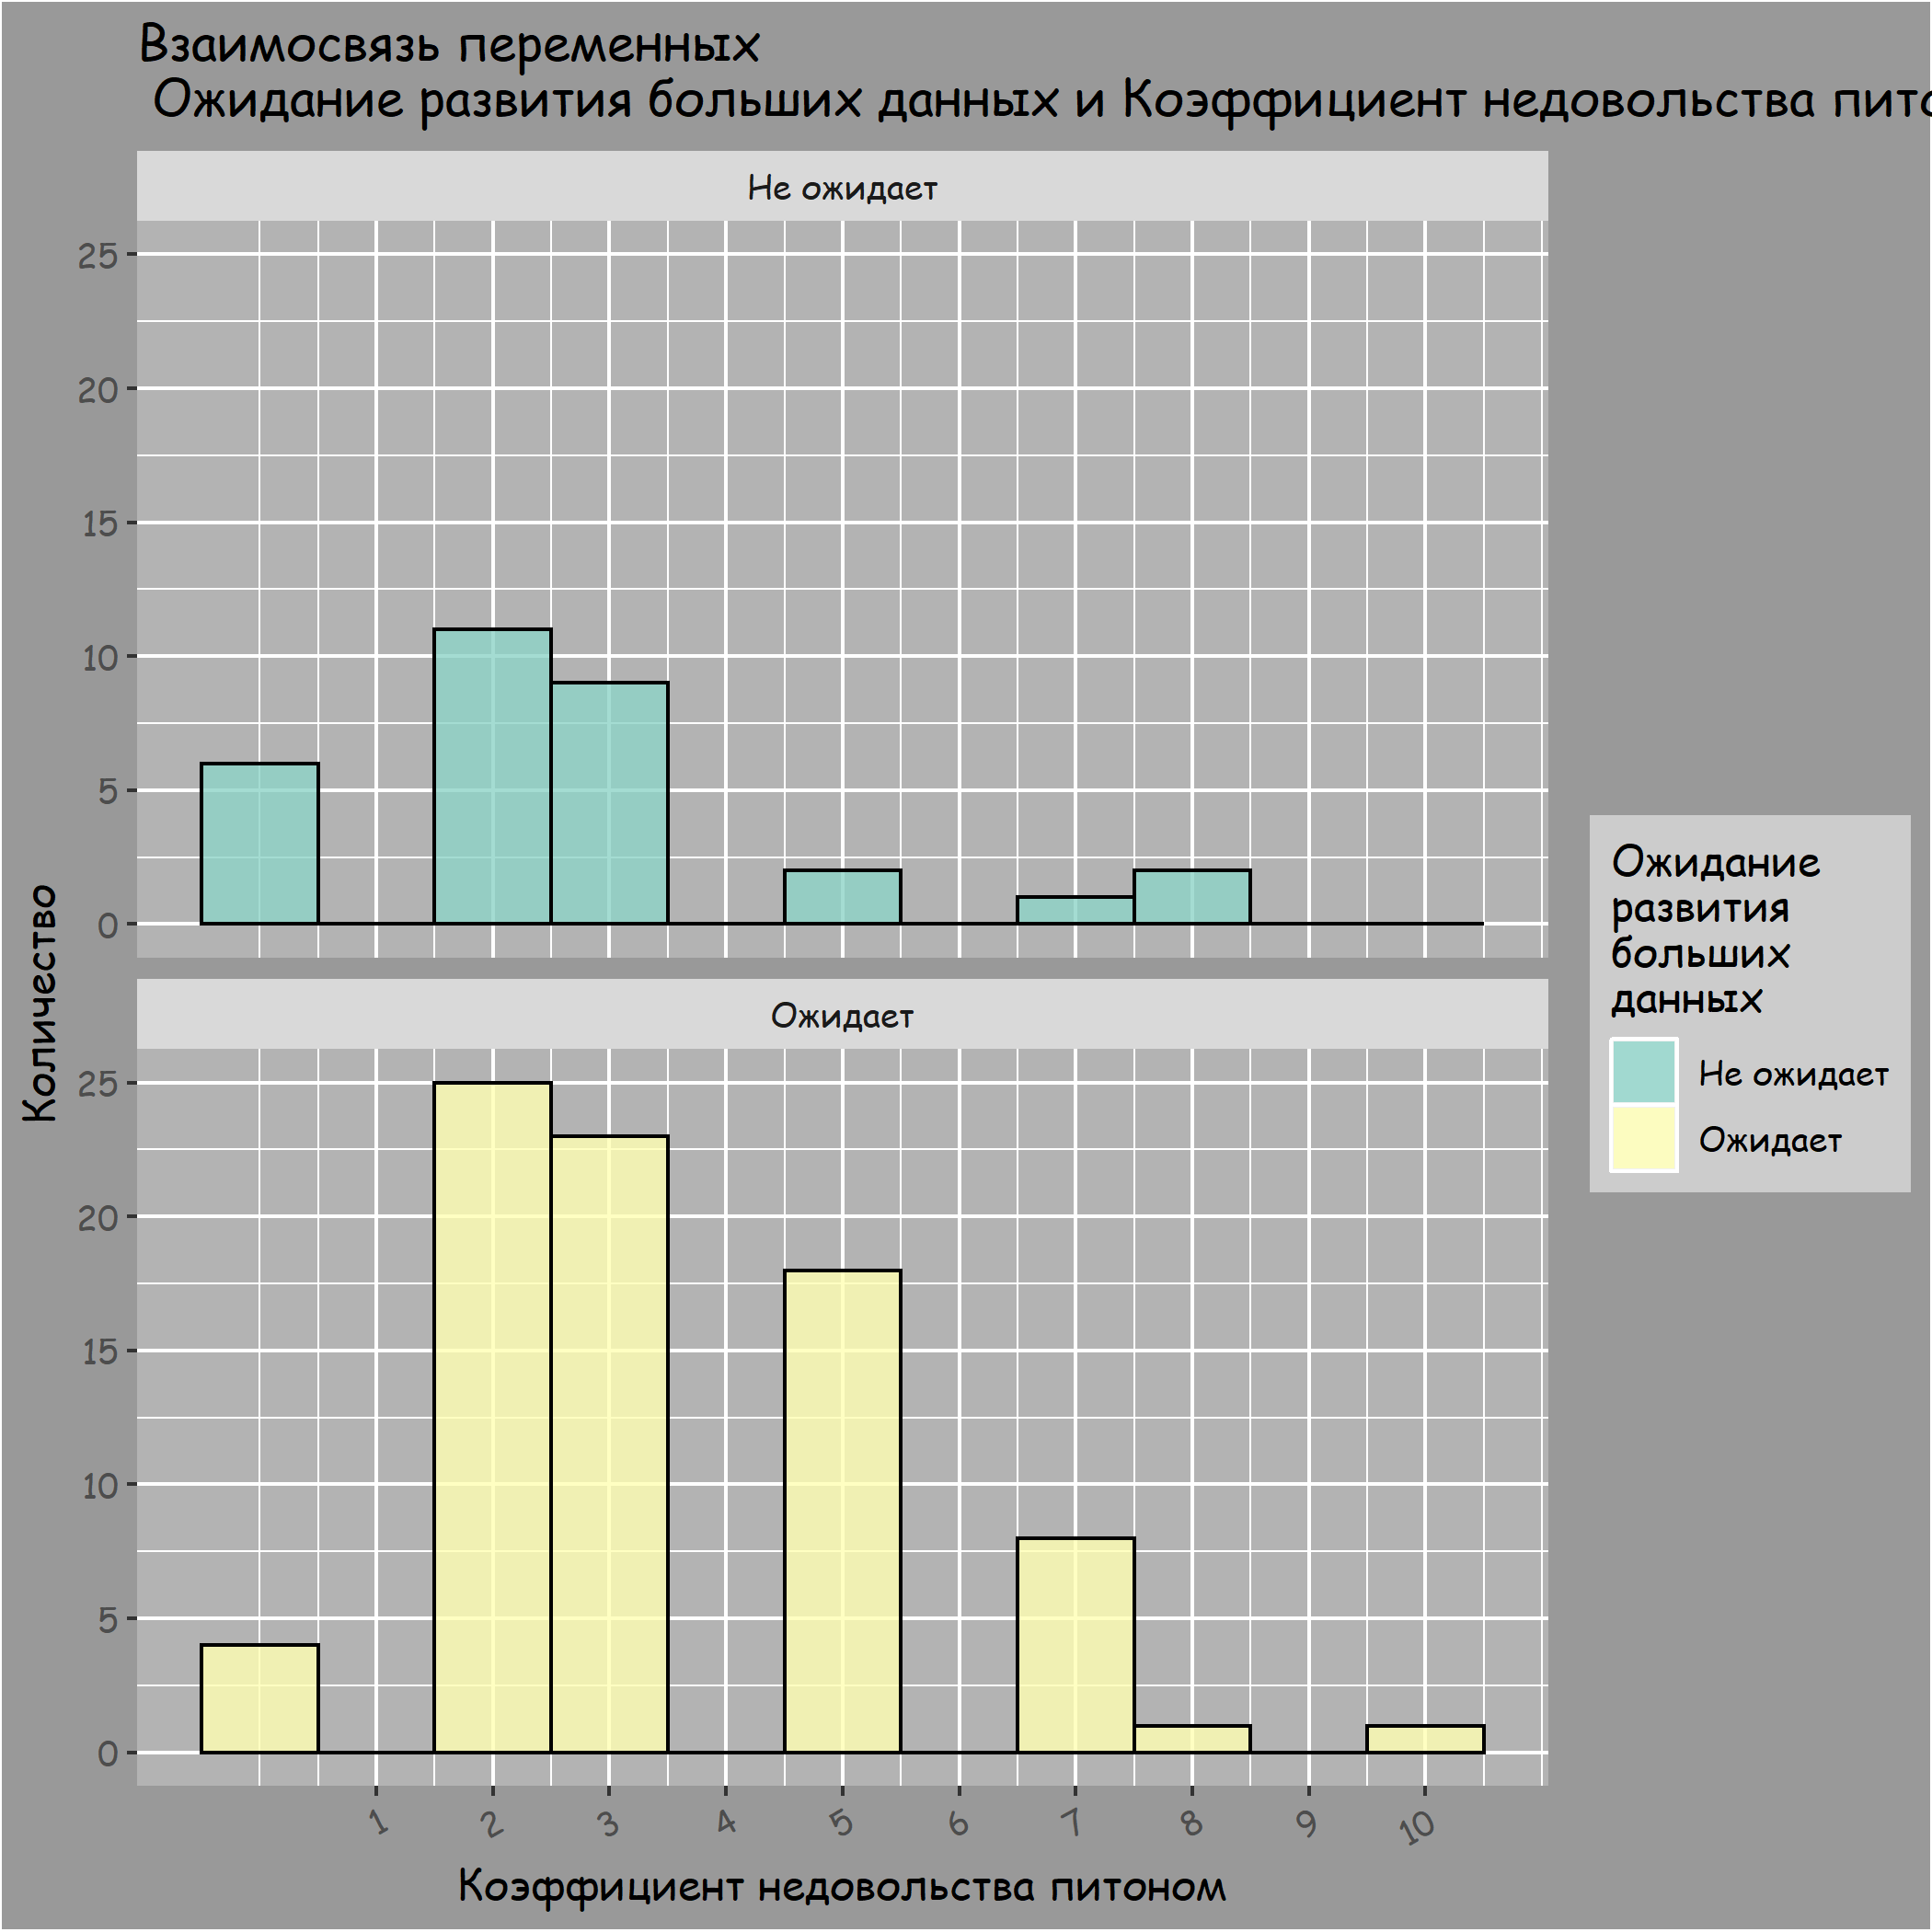 Взаимосвязь переменных
Ожидание развития больших данных и Коэффициент недовольства
Не ожидает
25
20
15
10
5
0
Ожидает
25
20
15
10
5
0
1 2 3 4 5 6 7 8 9 10
Коэффициент недовольства питоном
Количество
Ожидание
развития
больших
данных
Не ожидает
Ожидает